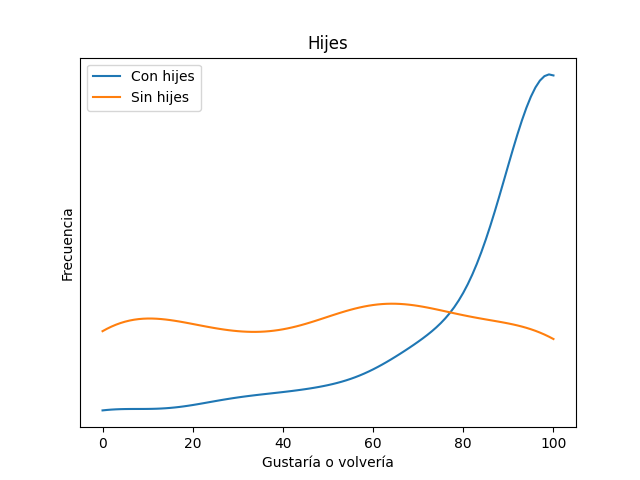 Hijes
Con hijes
Sin hijes
Frecuencia
0 20 40 60 80 100
Gustaría o volvería